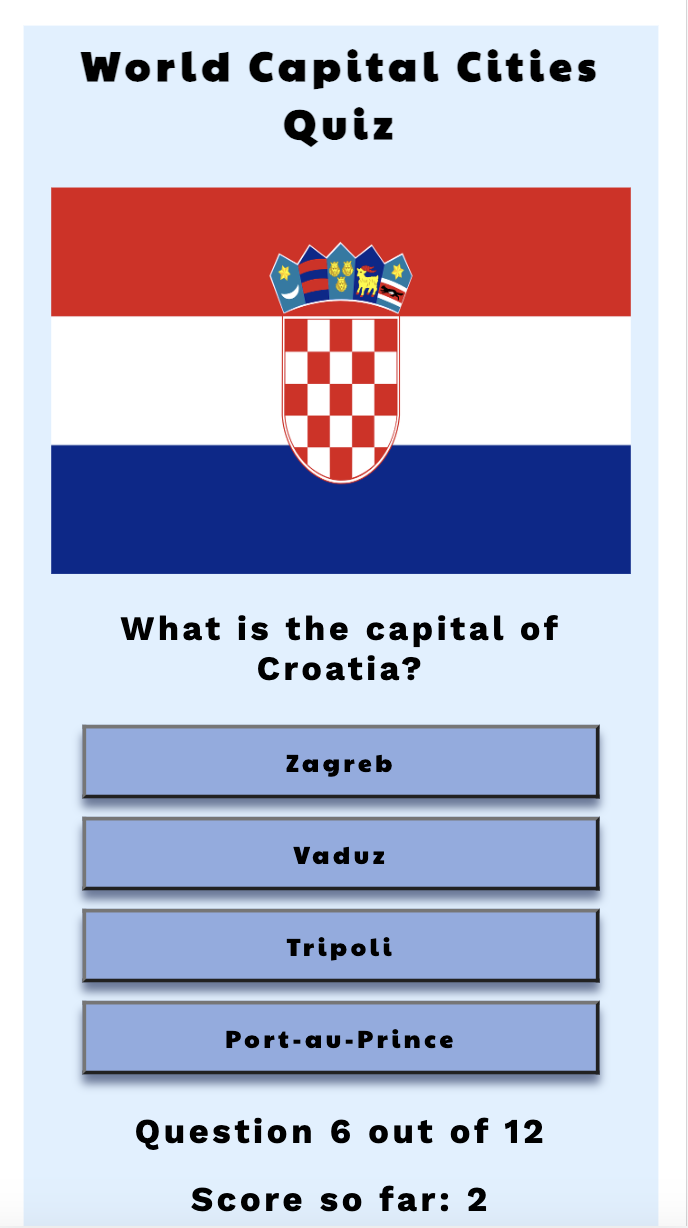 World Capital Cities
Quiz
What is the capital of
Croatia?
Zagreb
Vaduz
Tripoli
Port-au-Prince
Question 6 out of 12
Score so far: 2